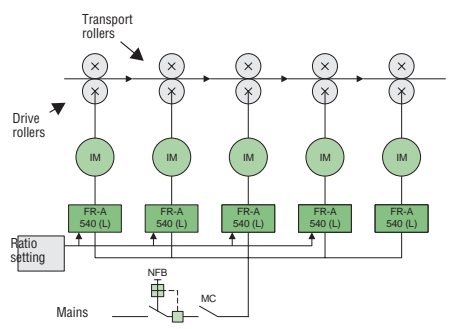 Transport
rollers
Drive
rollers
IM IM IM IM IM
FR-A FR-A FR-A FR-A FR-A
540 (L) 540 (L) 540 (L) 540 (L) 540 (L)
Ratio
setting
NFB
MC
Mains